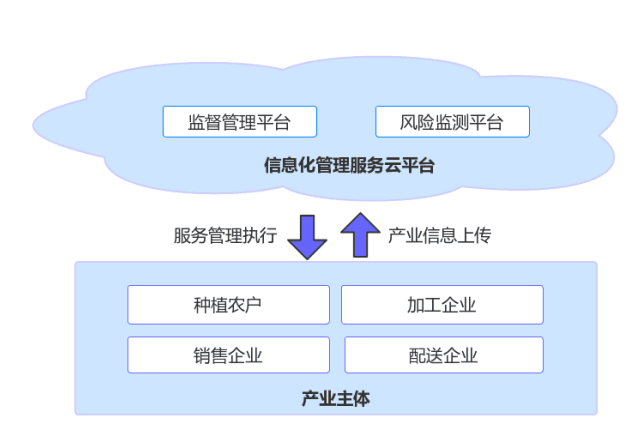 监督管理平台 风险监测平台
信息化管理服务云平台
服务管理执行 产业信息上传
种植农户 加工企业
销售企业 配送企业
产业主体